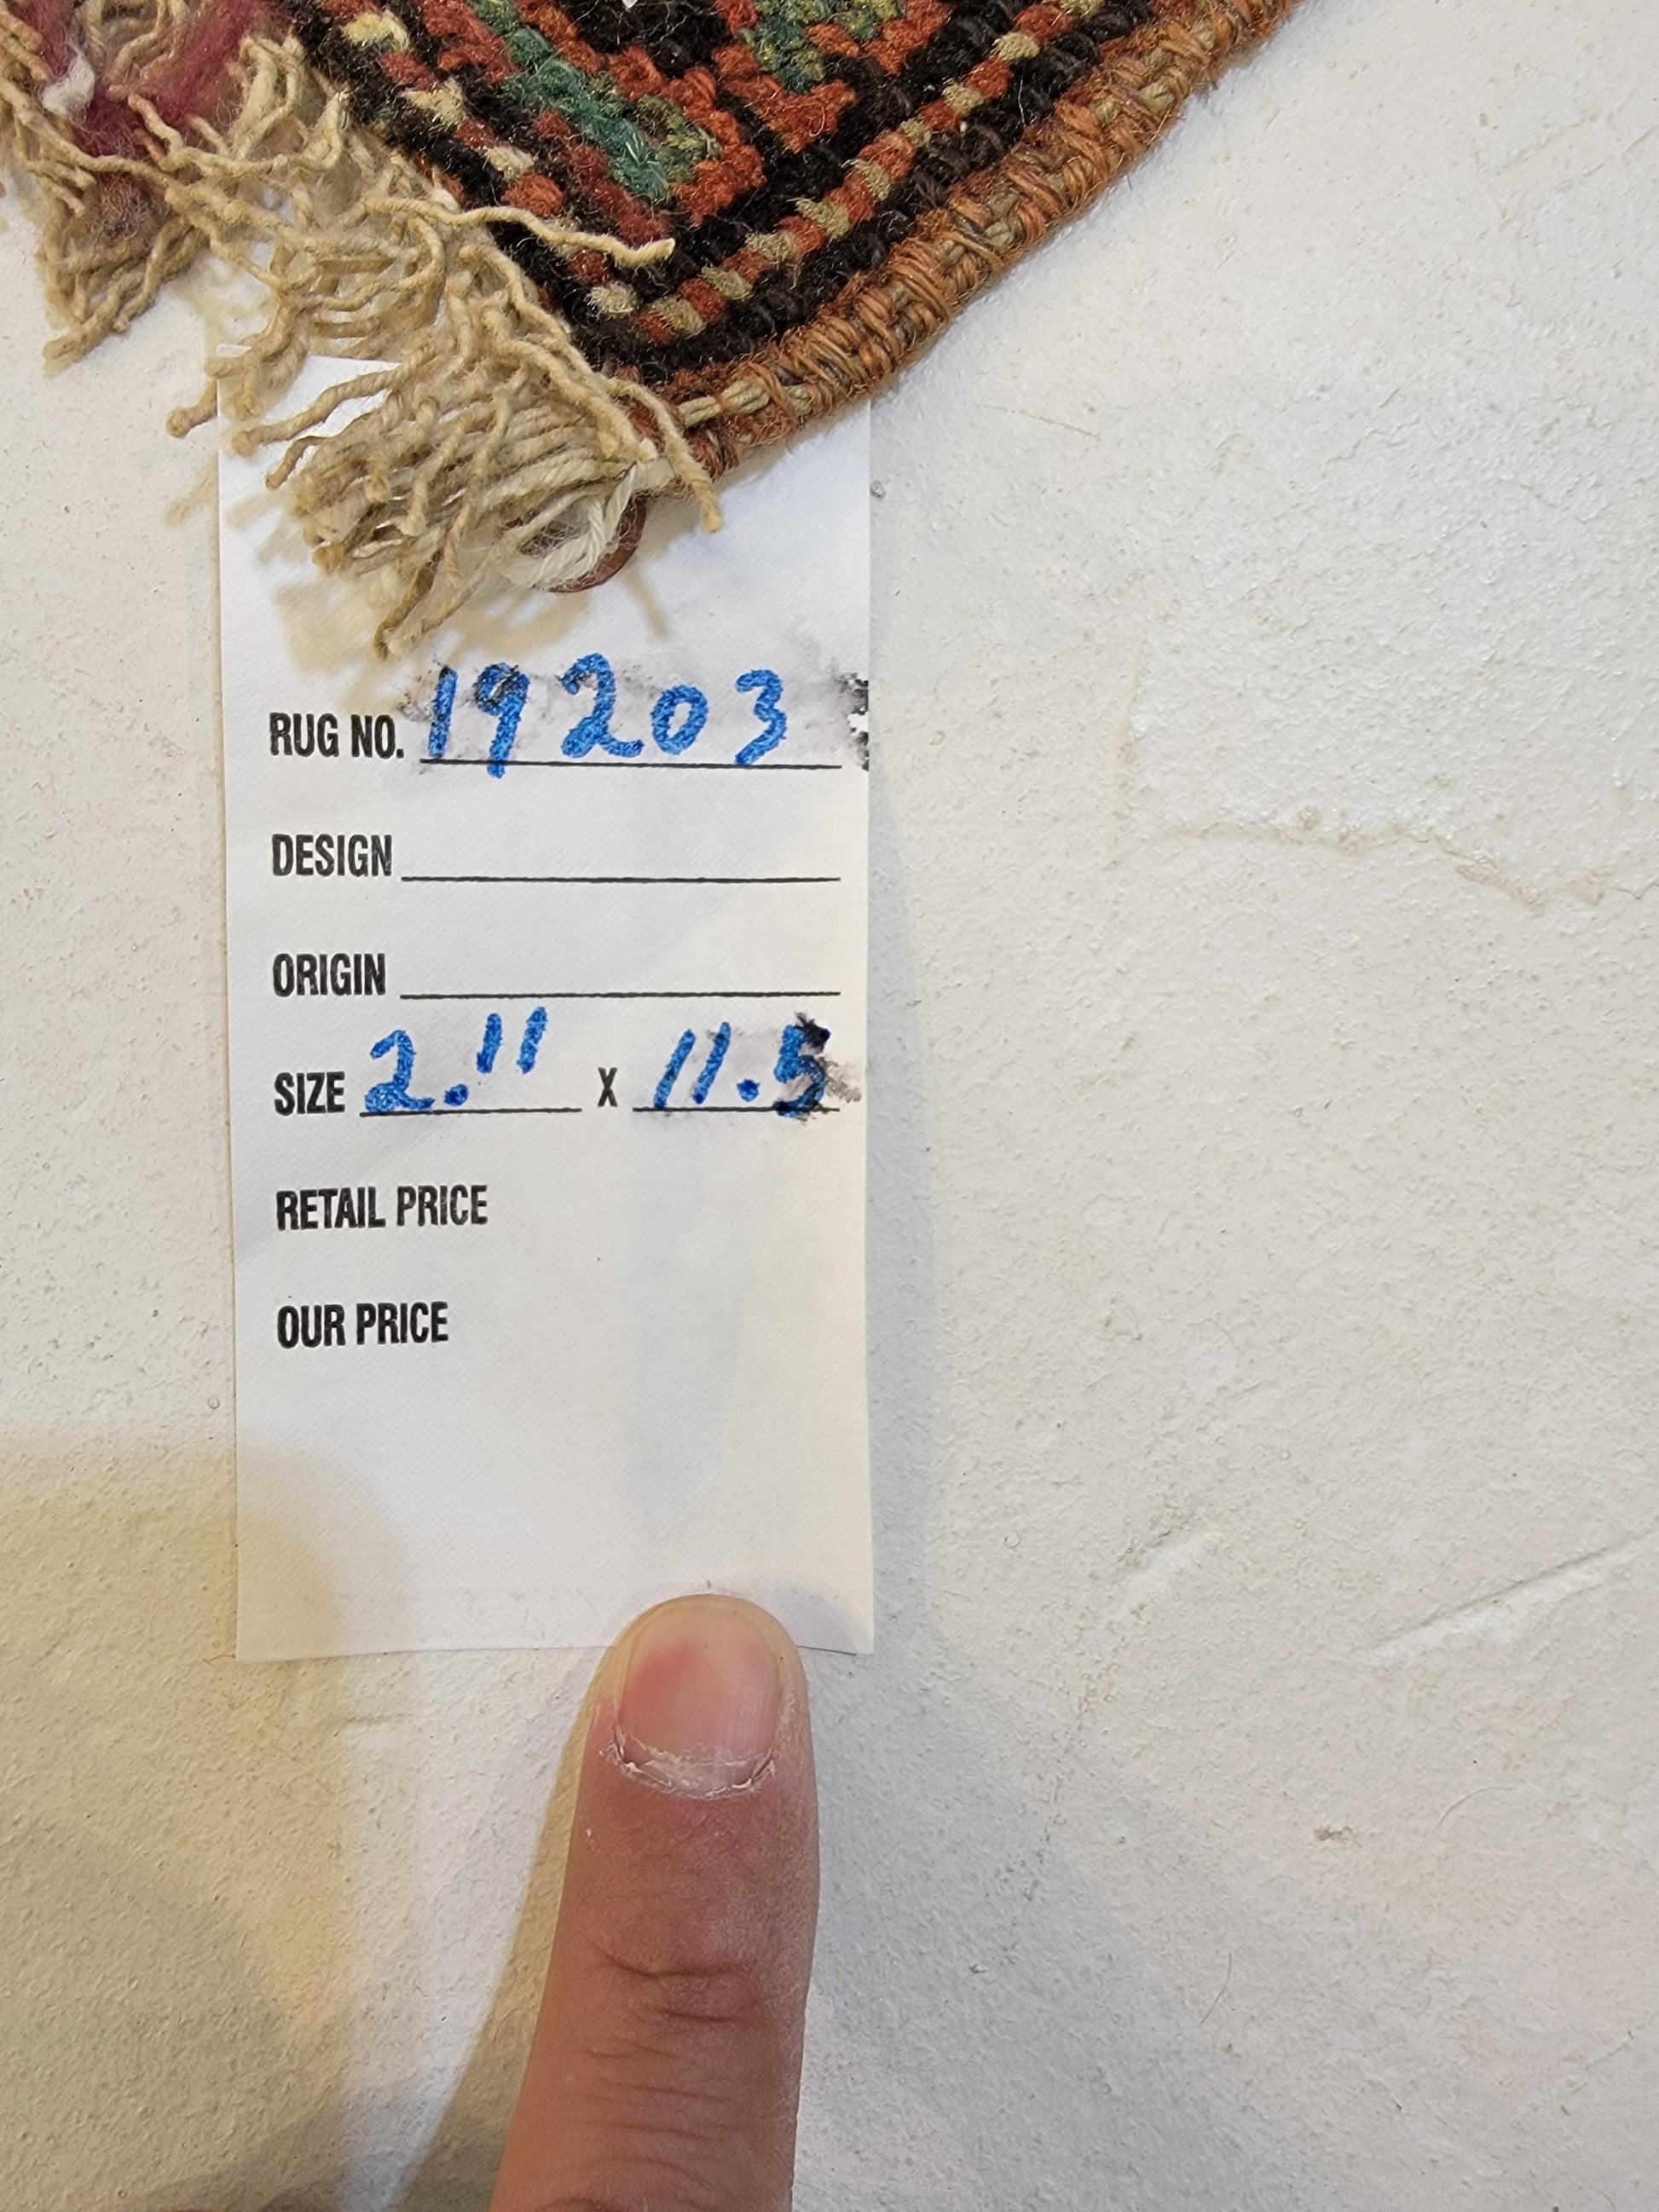 RUG NO. 19203
DESIGN
ORIGIN
SIZE 2.11 X 11.5
RETAIL PRICE
OUR PRICE